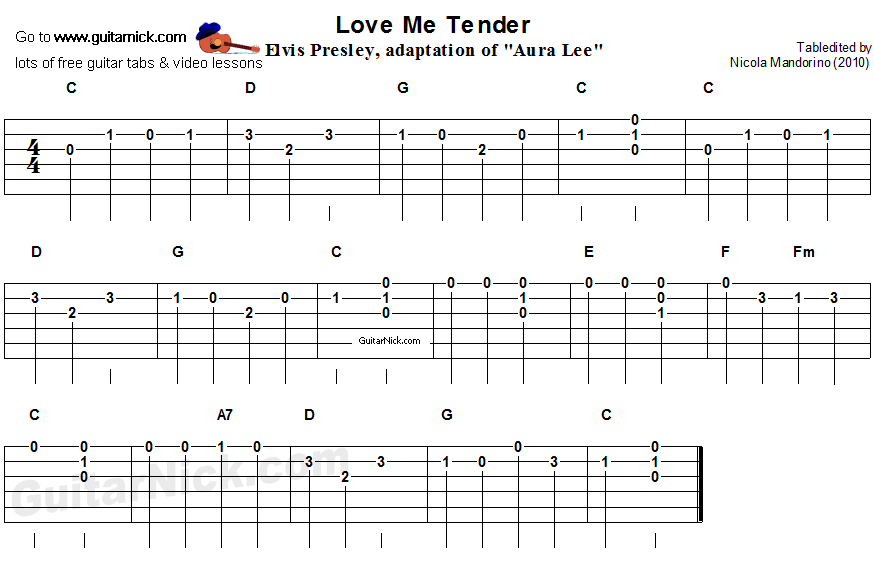 Love Me Tender
Go to www.guitarnick.com
Elvis Presley, adaptation of "Aura Lee"
lots of free guitar tabs & video lessons
Tabledited by
Nicola Mandorino (2010)
C D G C C
0
0 1 0 1 3 2 3 1 0 2 0 1 1 0 1 0 1
4
4
0
D G C E F Fm
0 0 0 0 0 0 0 0
3 2 3 1 0 2 0 1 1 1 0 3 1 3
0 0 1
GuitarNick.com
C A7 D G C
0 0 0 0 1 0 0 0
1 3 2 3 1 0 3 1 1
0 0
GuitarNick.com